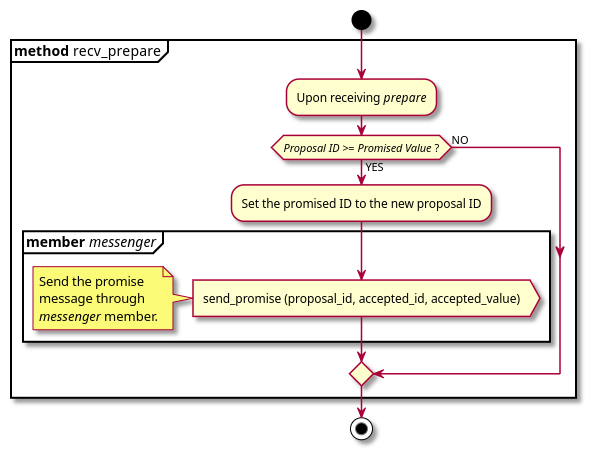 method recv_prepare
Upon receiving prepare
Proposal ID >= Promised Value ?
NO
YES
Set the promised ID to the new proposal ID
member messenger
Send the promise
message through
messenger member.
send_promise (proposal_id, accepted_id, accepted_value)